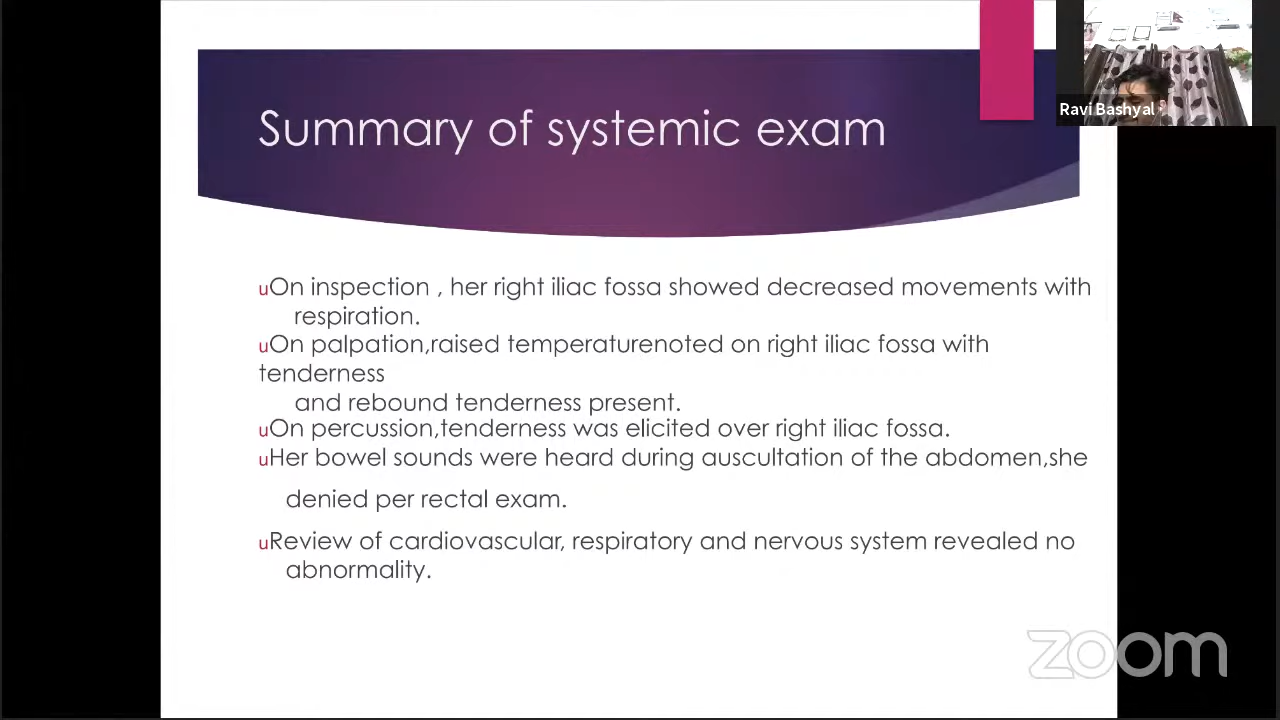 Summary of systemic exam
Ravi Bashyal
uOn inspection , her right iliac fossa showed decreased movements with
respiration.
uOn palpation,raised temperaturenoted on right iliac fossa with
tenderness
and rebound tenderness present.
uOn percussion,tenderness was elicited over right iliac fossa.
uHer bowel sounds were heard during auscultation of the abdomen,she
denied per rectal exam.
uReview of cardiovascular, respiratory and nervous system revealed no
abnormality.
zoom